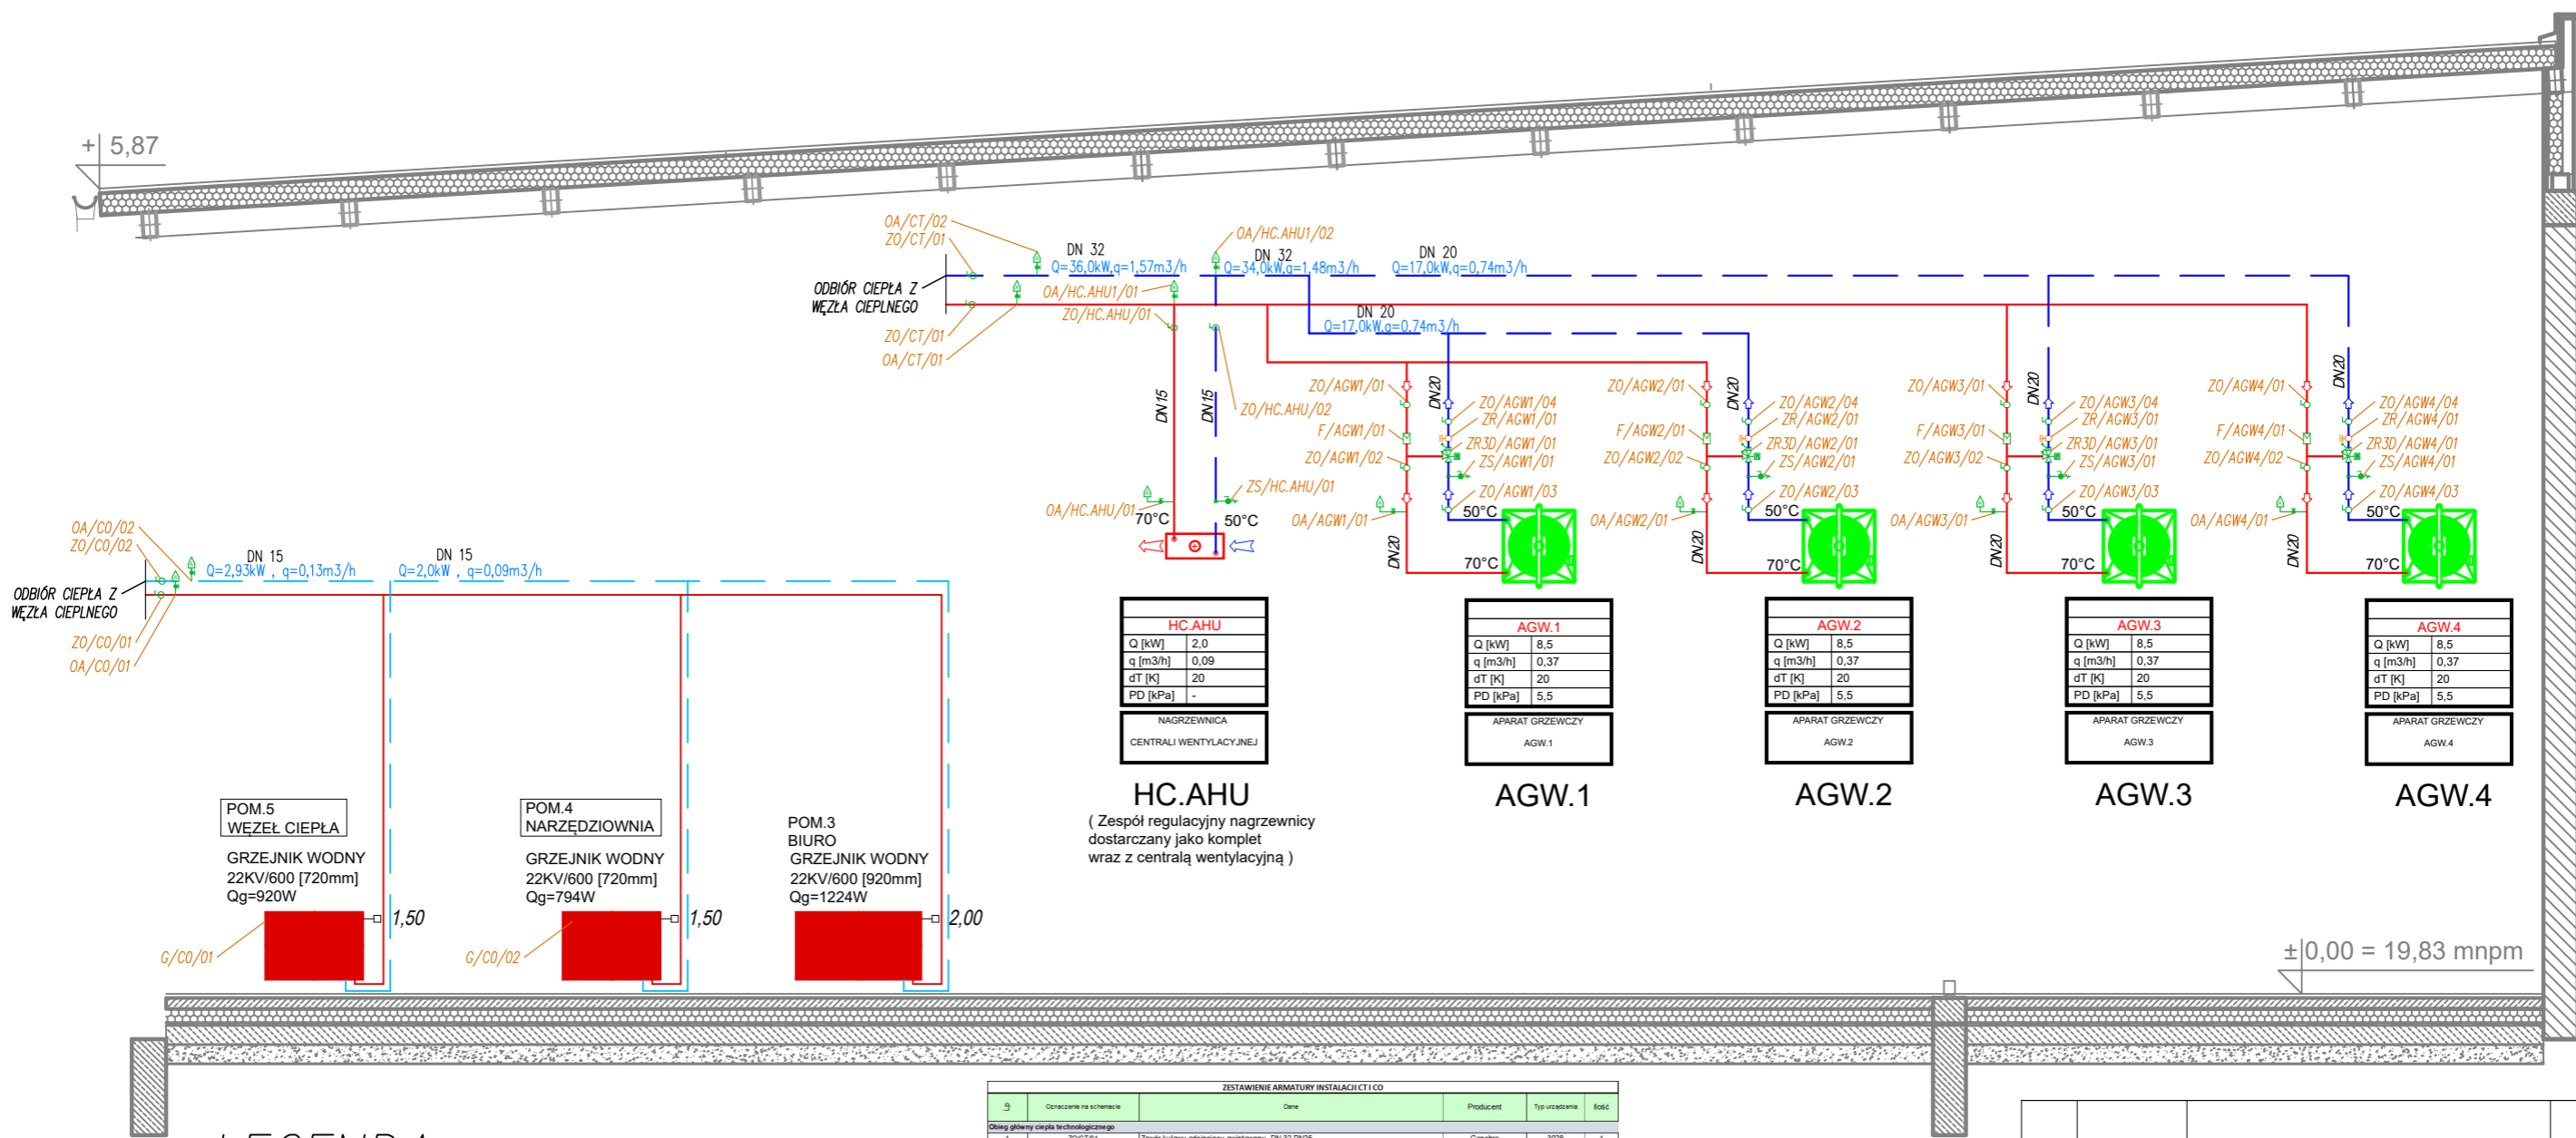 + 5,87
OA/CT/02
ZO/CT/01
DN 32
Q=36,0kW,q=1,57m3/h
OA/HC.AHU1/02
DN 32
Q=34,0kW,q=1,48m3/h
DN 20
Q=17,0kW,q=0,74m3/h
ODBIÓR CIEPŁA Z
WĘZŁA CIEPLNEGO
OA/HC.AHU1/01
ZO/HC.AHU/01
DN 20
Q=17,0kW,q=0,74m3/h
ZO/CT/01
OA/CT/01
DN15
DN15
ZO/HC.AHU/02
OA/HC.AHU/01
ZS/HC.AHU/01
70°C
50°C
ZO/AGW1/01
DN20
ZO/AGW1/04
ZR/AGW1/01
F/AGW1/01
ZR3D/AGW1/01
ZO/AGW1/02
ZS/AGW1/01
ZO/AGW1/03
OA/AGW1/01
50°C
DN20
70°C
ZO/AGW2/01
DN20
ZO/AGW2/04
ZR/AGW2/01
F/AGW2/01
ZR3D/AGW2/01
ZO/AGW2/02
ZS/AGW2/01
ZO/AGW2/03
OA/AGW2/01
50°C
DN20
70°C
ZO/AGW3/01
DN20
ZO/AGW3/04
ZR/AGW3/01
F/AGW3/01
ZR3D/AGW3/01
ZO/AGW3/02
ZS/AGW3/01
ZO/AGW3/03
OA/AGW3/01
50°C
DN20
70°C
ZO/AGW4/01
DN20
ZO/AGW4/04
ZR/AGW4/01
F/AGW4/01
ZR3D/AGW4/01
ZO/AGW4/02
ZS/AGW4/01
ZO/AGW4/03
OA/AGW4/01
50°C
DN20
70°C
OA/CO/02
ZO/CO/02
DN 15
Q=2,93kW , q=0,13m3/h
DN 15
Q=2,0kW , q=0,09m3/h
ODBIÓR CIEPŁA Z
WĘZŁA CIEPLNEGO
ZO/CO/01
OA/CO/01
HC.AHU
Q [kW] 2,0
q [m3/h] 0,09
dT [K] 20
PD [kPa] -
NAGRZEWNICA
CENTRALI WENTYLACYJNEJ
HC.AHU
( Zespół regulacyjny nagrzewnicy
dostarczany jako komplet
wraz z centralą wentylacyjną )
AGW.1
Q [kW] 8,5
q [m3/h] 0,37
dT [K] 20
PD [kPa] 5,5
APARAT GRZEWCZY
AGW.1
AGW.1
AGW.2
Q [kW] 8,5
q [m3/h] 0,37
dT [K] 20
PD [kPa] 5,5
APARAT GRZEWCZY
AGW.2
AGW.2
AGW.3
Q [kW] 8,5
q [m3/h] 0,37
dT [K] 20
PD [kPa] 5,5
APARAT GRZEWCZY
AGW.3
AGW.3
AGW.4
Q [kW] 8,5
q [m3/h] 0,37
dT [K] 20
PD [kPa] 5,5
APARAT GRZEWCZY
AGW.4
AGW.4
POM.5
WĘZEŁ CIEPŁA
GRZEJNIK WODNY
22KV/600 [720mm]
Qg=920W
1,50
G/CO/01
POM.4
NARZĘDZIOWNIA
GRZEJNIK WODNY
22KV/600 [720mm]
Qg=794W
1,50
G/CO/02
POM.3
BIURO
GRZEJNIK WODNY
22KV/600 [920mm]
Qg=1224W
2,00
±0,00 = 19,83 mnpm
ZESTAWIENIE ARMATURY INSTALACJI CT I CO
Oznaczenie na schemacie Dane Producent Typ urządzenia Ilość
Obieg główny ciepła technologicznego